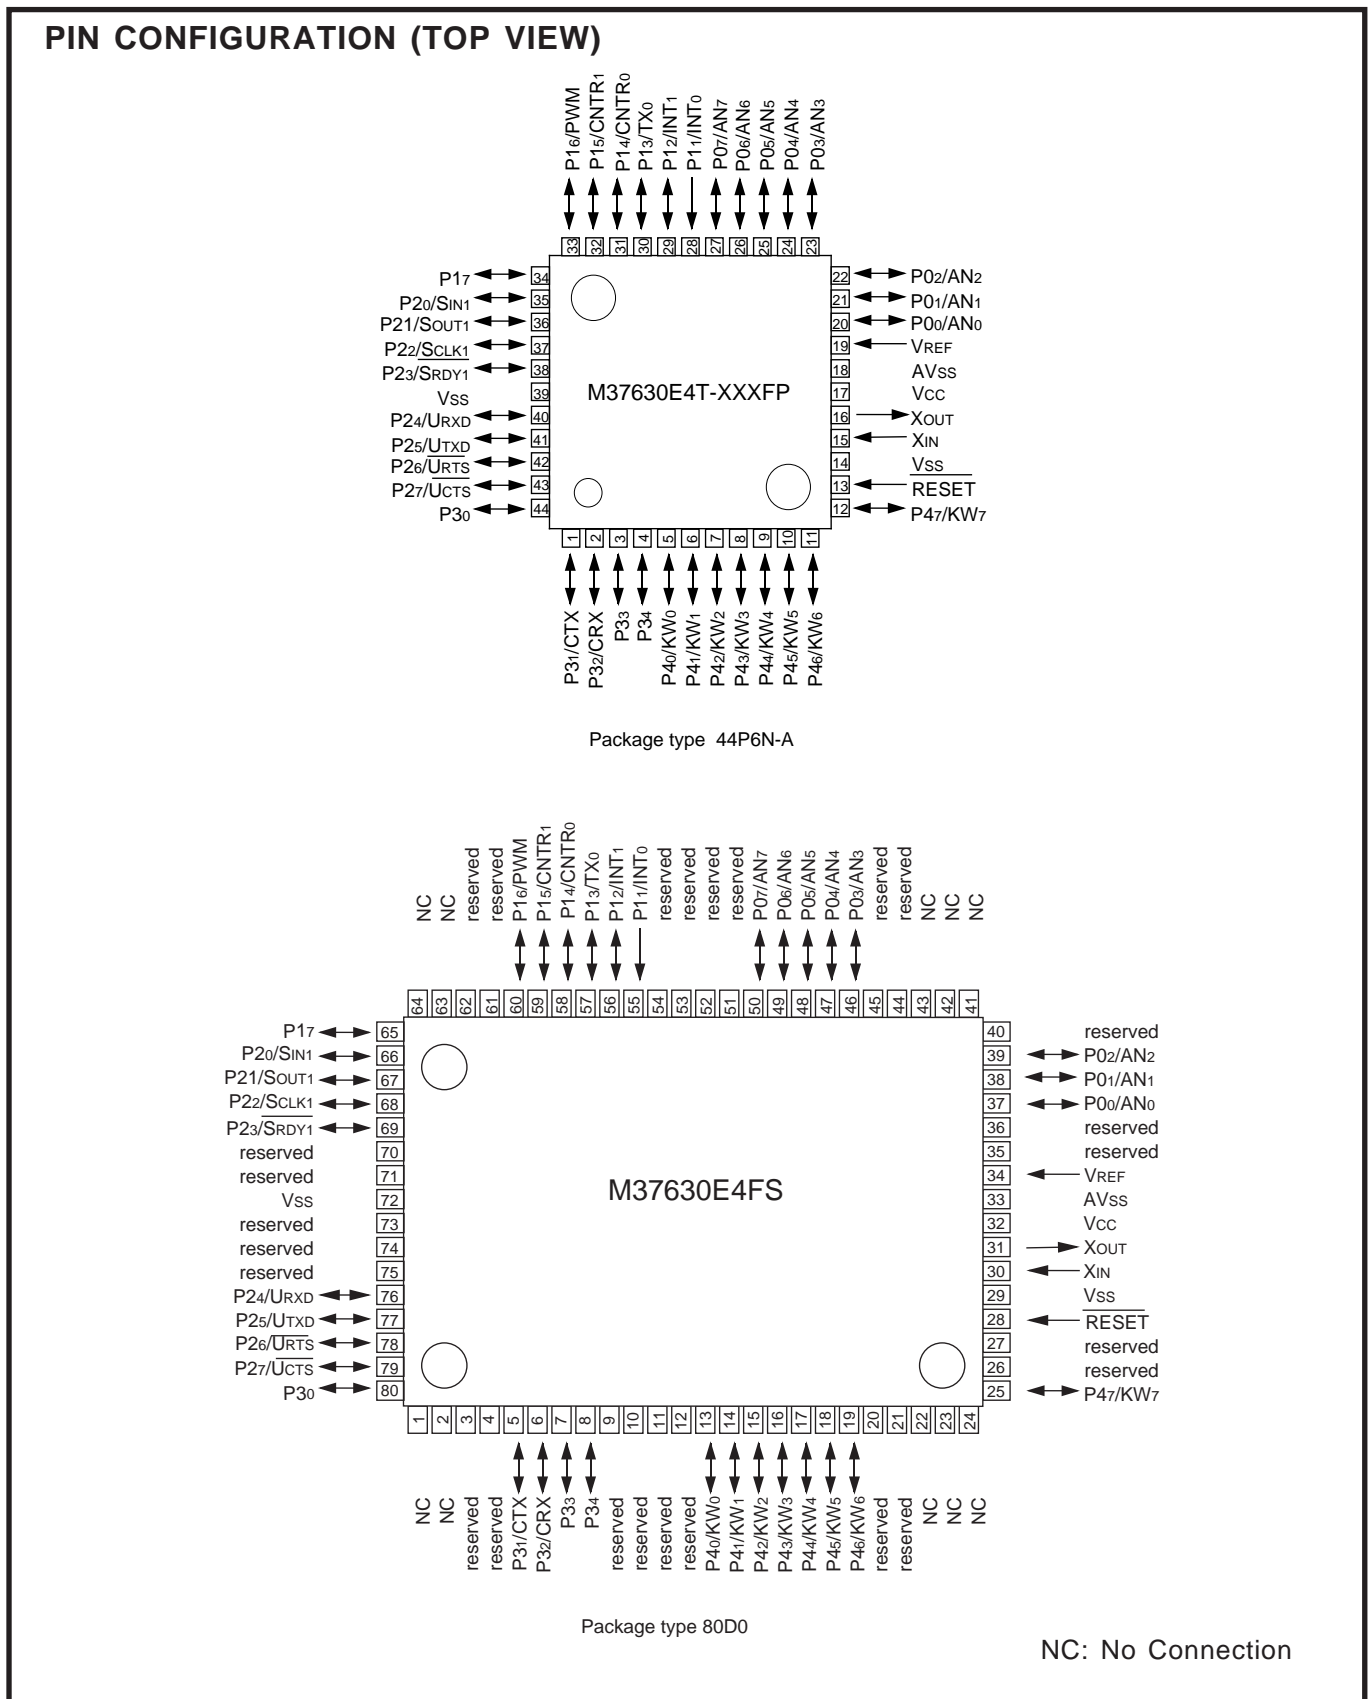 PIN CONFIGURATION (TOP VIEW)
P16/PWM
P15/CNTR1
P14/CNTR0
P13/TX0
P12/INT1
P11/INT0
P07/AN7
P06/AN6
P05/AN5
P04/AN4
P03/AN3
33 32 31 30 29 28 27 26 25 24 23
P17 34
P20/SIN1 35
P21/SOUT1 36
P22/SCLK1 37
P23/SRDY1 38
VSS 39
P24/URXD 40
P25/UTXD 41
P26/URTS 42
P27/UCTS 43
P30 44
M37630E4T-XXXFP
22 P02/AN2
21 P01/AN1
20 P00/AN0
19 VREF
18 AVSS
17 VCC
16 XOUT
15 XIN
14 VSS
13 RESET
12 P47/KW7
1 2 3 4 5 6 7 8 9 10 11
P31/CTX
P32/CRX
P33
P34
P40/KW0
P41/KW1
P42/KW2
P43/KW3
P44/KW4
P45/KW5
P46/KW6
Package type 44P6N-A
NC
NC
reserved
reserved
P16/PWM
P15/CNTR1
P14/CNTR0
P13/TX0
P12/INT1
P11/INT0
reserved
reserved
reserved
reserved
P07/AN7
P06/AN6
P05/AN5
P04/AN4
P03/AN3
reserved
reserved
NC
NC
NC
64 63 62 61 60 59 58 57 56 55 54 53 52 51 50 49 48 47 46 45 44 43 42 41
P17 65
P20/SIN1 66
P21/SOUT1 67
P22/SCLK1 68
P23/SRDY1 69
reserved 70
reserved 71
VSS 72
reserved 73
reserved 74
reserved 75
P24/URXD 76
P25/UTXD 77
P26/URTS 78
P27/UCTS 79
P30 80
M37630E4FS
40 reserved
39 P02/AN2
38 P01/AN1
37 P00/AN0
36 reserved
35 reserved
34 VREF
33 AVSS
32 VCC
31 XOUT
30 XIN
29 VSS
28 RESET
27 reserved
26 reserved
25 P47/KW7
1 2 3 4 5 6 7 8 9 10 11 12 13 14 15 16 17 18 19 20 21 22 23 24
NC
NC
reserved
reserved
P31/CTX
P32/CRX
P33
P34
reserved
reserved
reserved
reserved
P40/KW0
P41/KW1
P42/KW2
P43/KW3
P44/KW4
P45/KW5
P46/KW6
reserved
reserved
NC
NC
NC
Package type 80D0
NC: No Connection